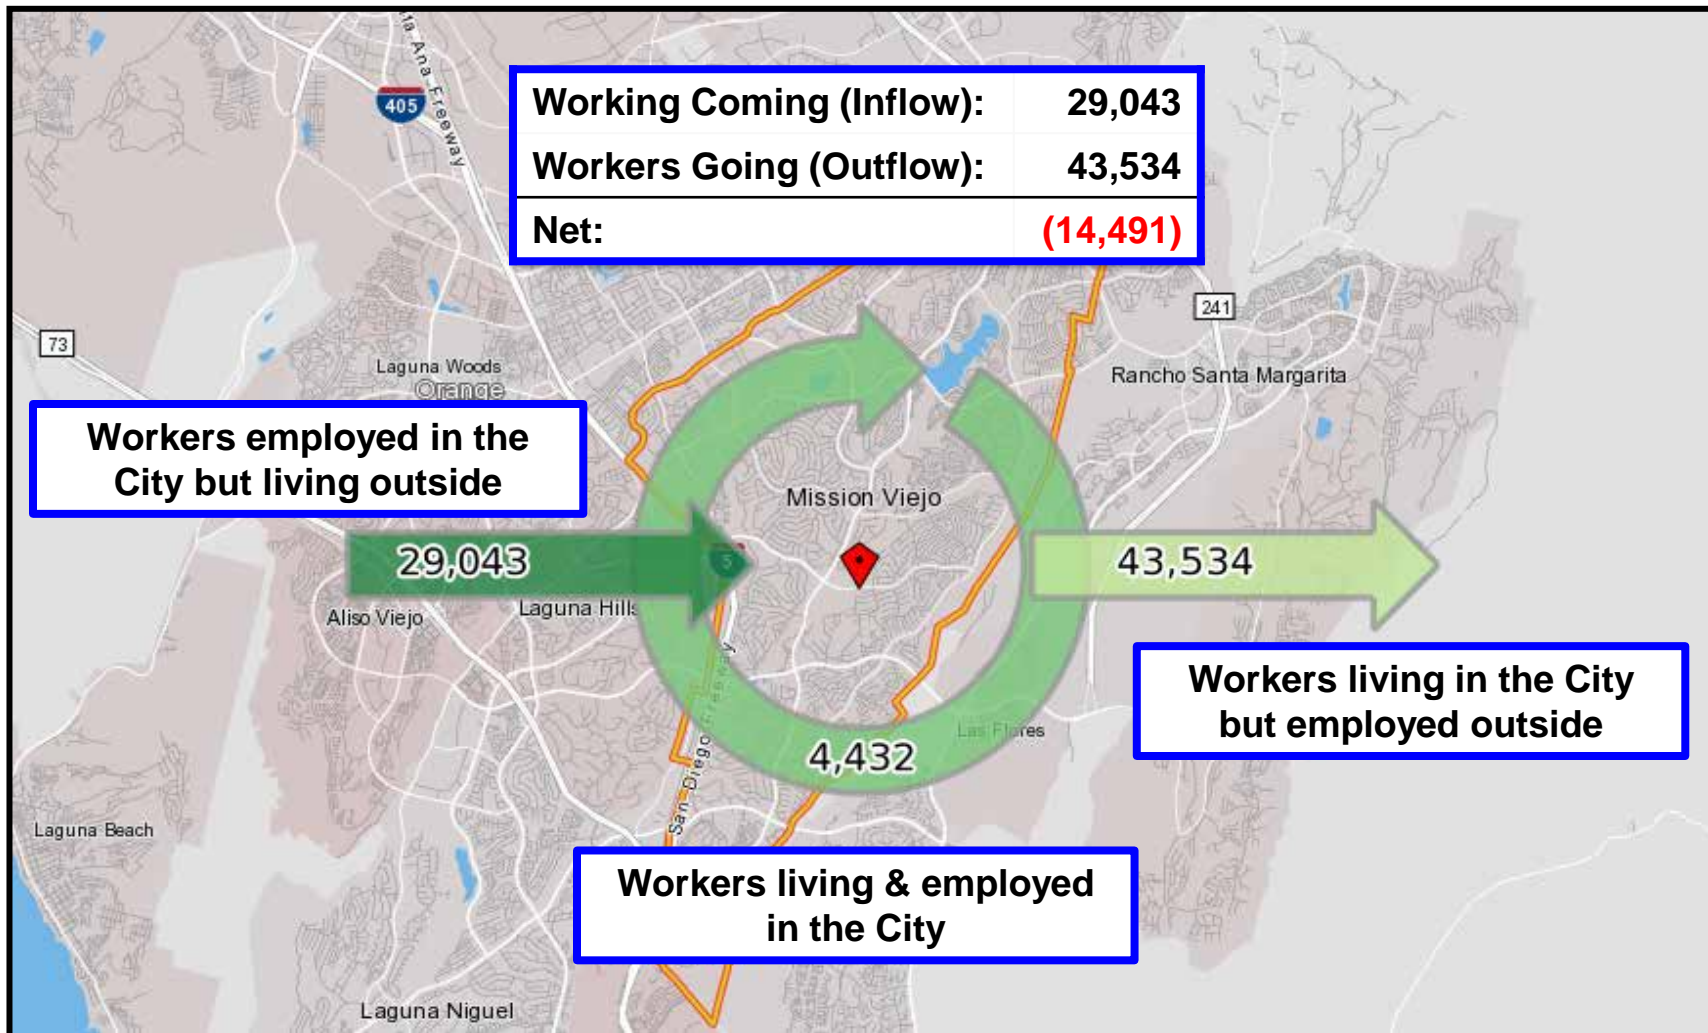 ta Ana Freeway
405
Working Coming (Inflow): 29,043
Workers Going (Outflow): 43,534
Net: (14,491)
241
73
Laguna Woods
Orange
Rancho Santa Margarita
Workers employed in the
City but living outside
Mission Viejo
29,043
5
43,534
Aliso Viejo
Laguna Hills
Workers living in the City
but employed outside
Las Flores
4,432
San Diego Freeway
Laguna Beach
Workers living & employed
in the City
Laguna Niguel